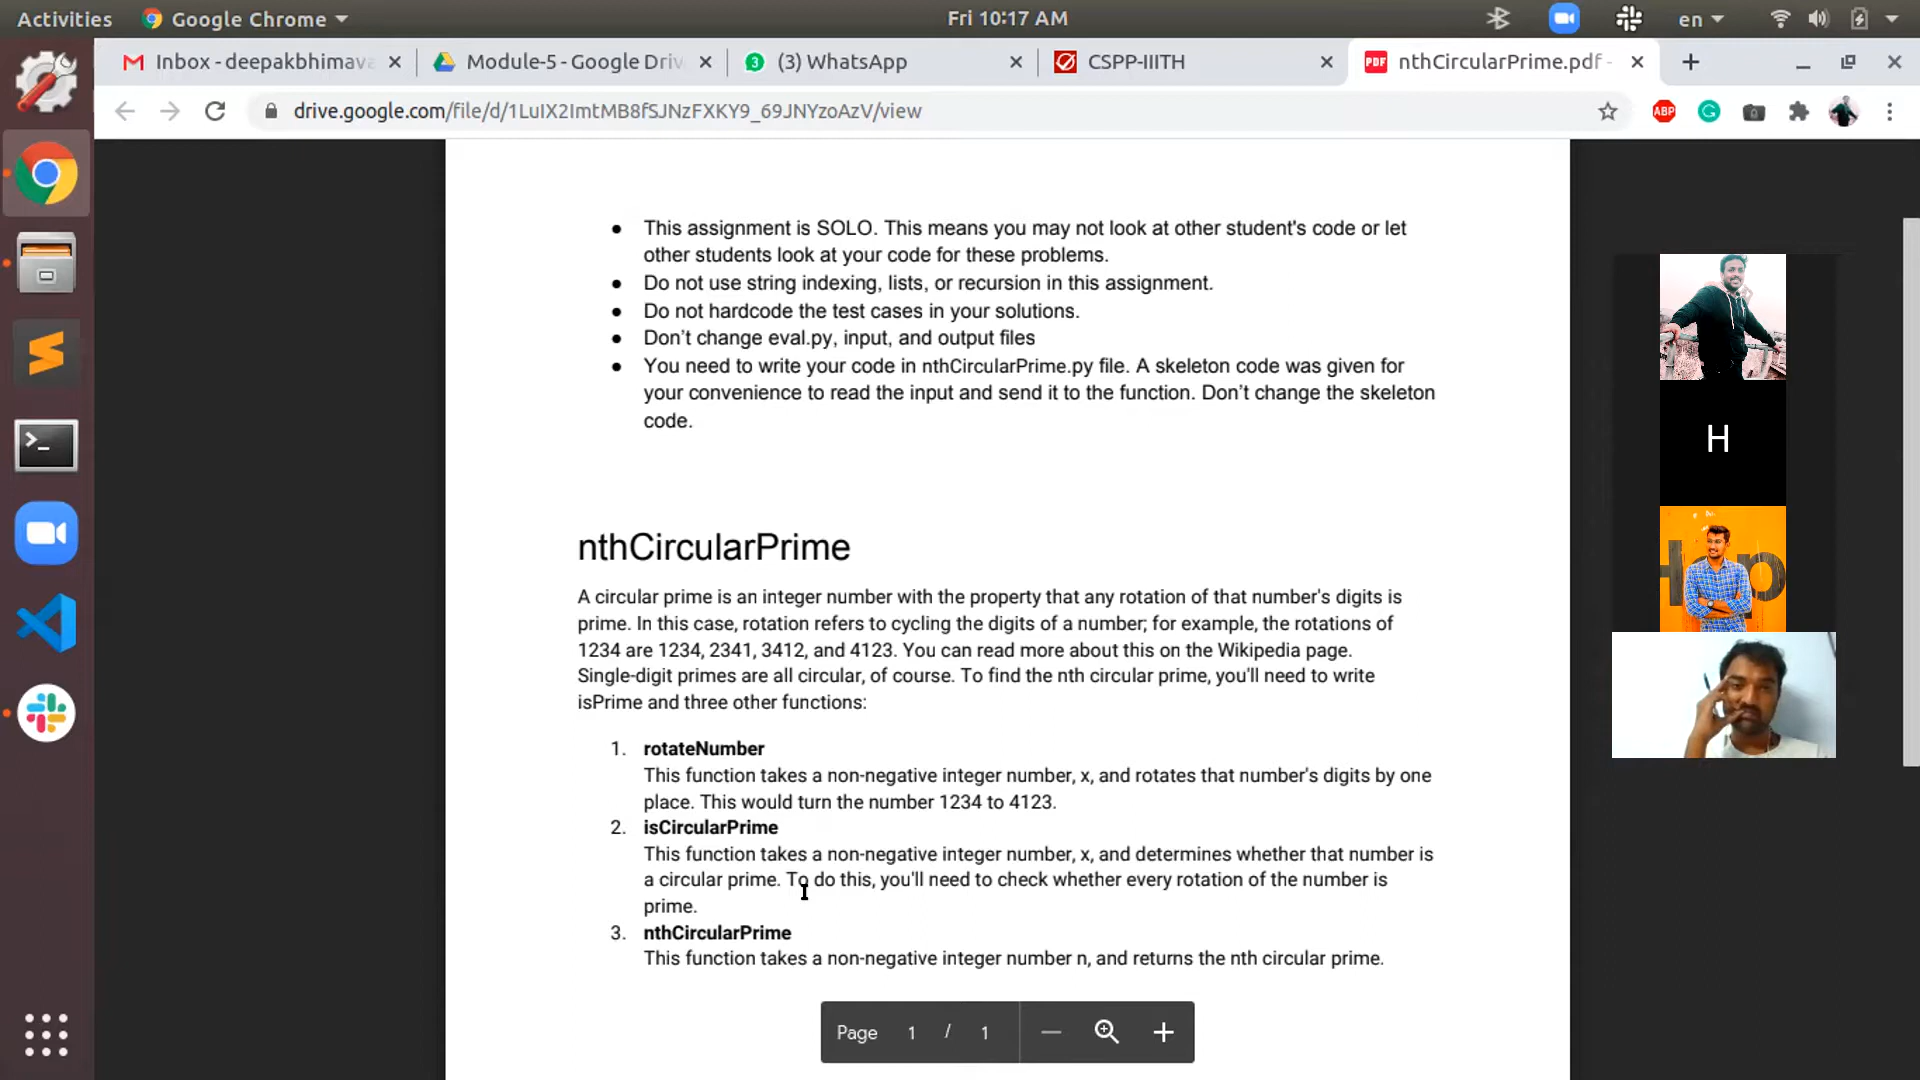 Activities
Google Chrome
Fri 10:17 AM
en
Inbox - deepakbhimava
Module-5 - Google Driv
3
(3) WhatsApp
CSPP-IIITH
PDF
nthCircularPrime.pdf -
drive.google.com/file/d/1LuIX2ImtMB8fSJNzFXKY9_69JNYzoAzV/view
ABP
● This assignment is SOLO. This means you may not look at other student's code or let
other students look at your code for these problems.
● Do not use string indexing, lists, or recursion in this assignment.
● Do not hardcode the test cases in your solutions.
● Don't change eval.py, input, and output files
● You need to write your code in nthCircularPrime.py file. A skeleton code was given for
your convenience to read the input and send it to the function. Don't change the skeleton
code.
H
nthCircularPrime
A circular prime is an integer number with the property that any rotation of that number's digits is
prime. In this case, rotation refers to cycling the digits of a number; for example, the rotations of
1234 are 1234, 2341, 3412, and 4123. You can read more about this on the Wikipedia page.
Single-digit primes are all circular, of course. To find the nth circular prime, you'll need to write
isPrime and three other functions:
1. rotateNumber
This function takes a non-negative integer number, x, and rotates that number's digits by one
place. This would turn the number 1234 to 4123.
2. isCircularPrime
This function takes a non-negative integer number, x, and determines whether that number is
a circular prime. To do this, you'll need to check whether every rotation of the number is
prime.
3. nthCircularPrime
This function takes a non-negative integer number n, and returns the nth circular prime.
Page 1 / 1